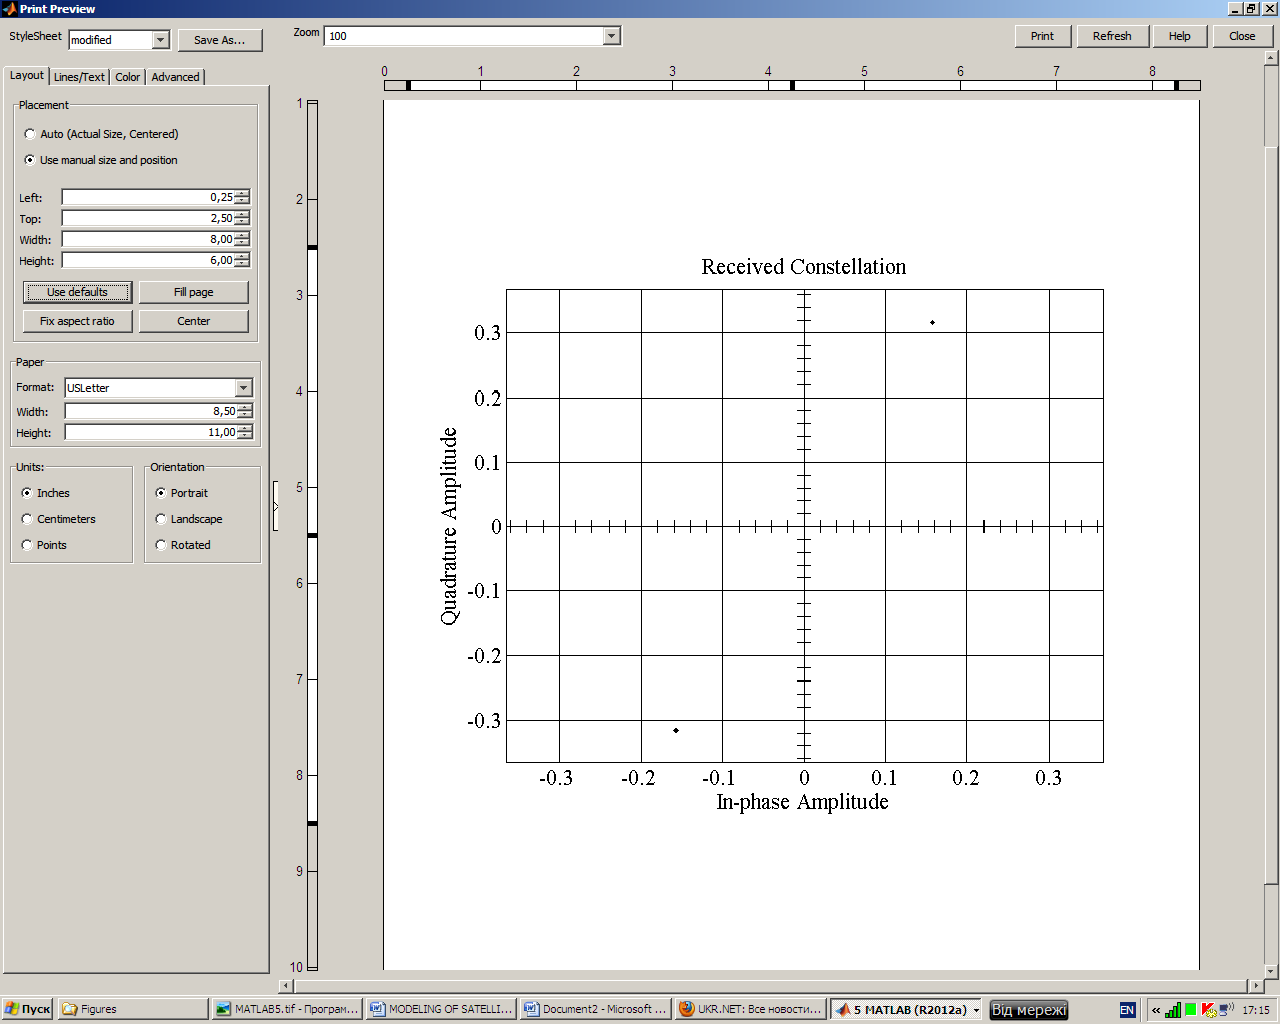 Print Preview
StyleSheet modified Save As... Zoom 100 Print Refresh Help Close
Layout Lines/Text Color Advanced
Placement
Auto (Actual Size, Centered)
Use manual size and position
Left: 0,25
Top: 2,50
Width: 8,00
Height: 6,00
Use defaults Fill page
Fix aspect ratio Center
Paper
Format: USLetter
Width: 8,50
Height: 11,00
Units: Orientation
Inches Portrait
Centimeters Landscape
Points Rotated
0 1 2 3 4 5 6 7 8
1
2
3
4
5
6
7
8
9
10
Received Constellation
Quadrature Amplitude
0.3
0.2
0.1
0
-0.1
-0.2
-0.3
-0.3 -0.2 -0.1 0 0.1 0.2 0.3
In-phase Amplitude
Пуск Figures MATLAB5.tif - Програм... MODELING OF SATELLI... Document2 - Microsoft ... UKR.NET: Все новости... 5 MATLAB (R2012a) Від мережі EN « 17:15